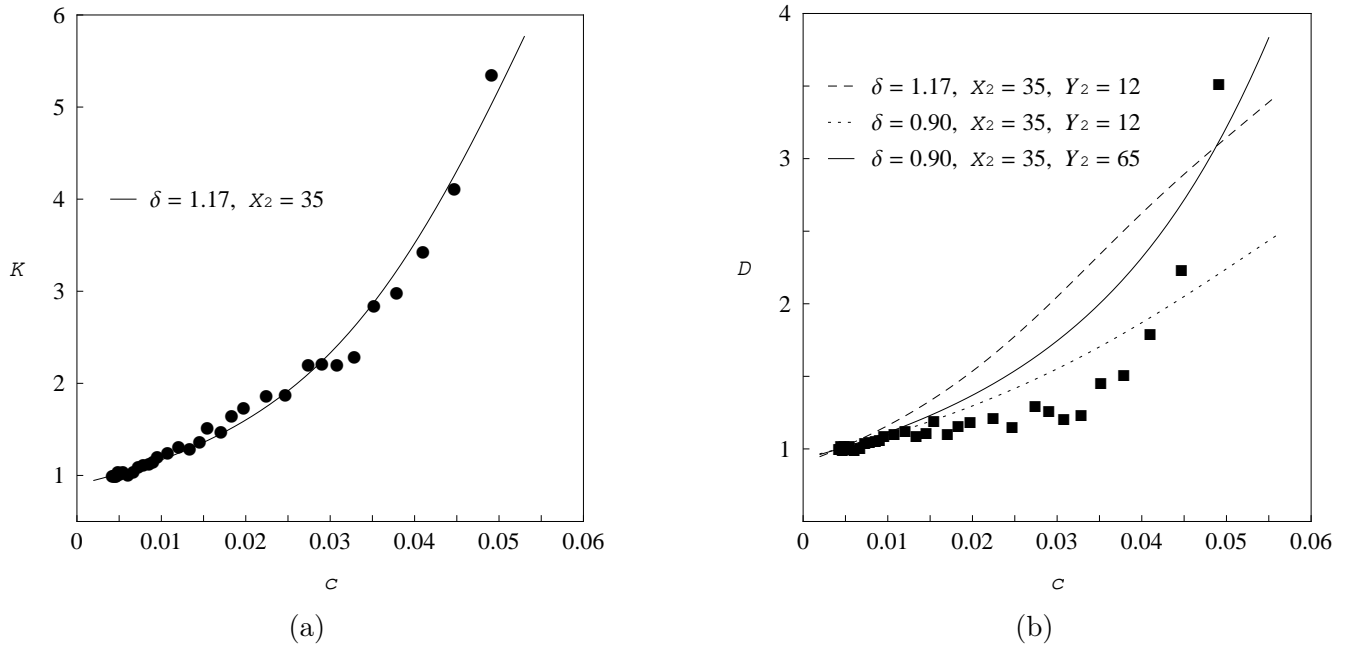 6
5
4
3
2
1
K
δ = 1.17, X2 = 35
0
0.01
0.02
0.03
0.04
0.05
0.06
c
(a)
4
3
2
1
D
δ = 1.17, X2 = 35, Y2 = 12
δ = 0.90, X2 = 35, Y2 = 12
δ = 0.90, X2 = 35, Y2 = 65
0
0.01
0.02
0.03
0.04
0.05
0.06
c
(b)